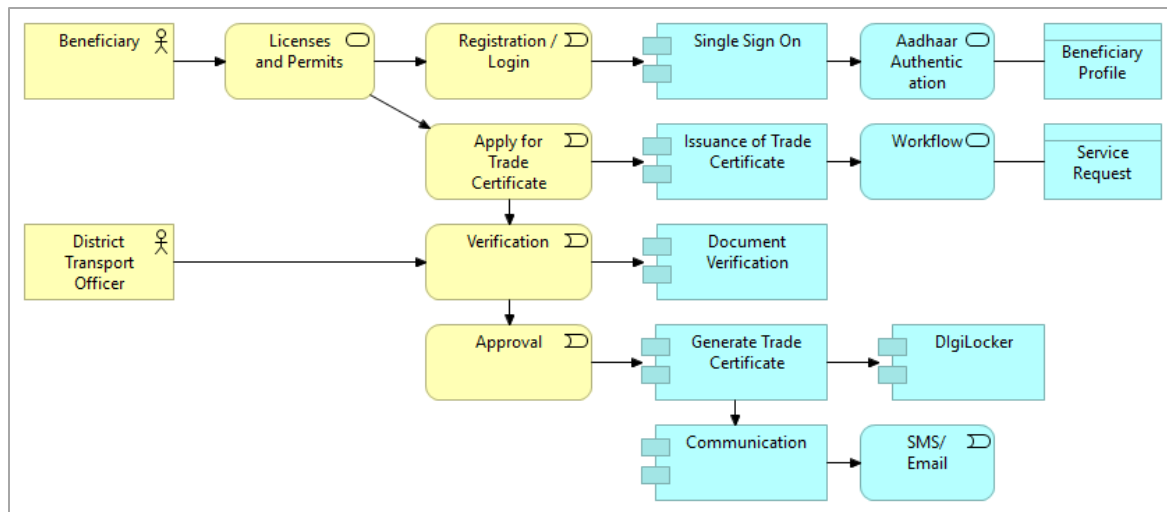 Beneficiary
Licenses
and Permits
Registration /
Login
Single Sign On
Aadhaar
Authentic
ation
Beneficiary
Profile
Apply for
Trade
Certificate
Issuance of Trade
Certificate
Workflow
Service
Request
District
Transport
Officer
Verification
Document
Verification
Approval
Generate Trade
Certificate
DIgiLocker
Communication
SMS/
Email